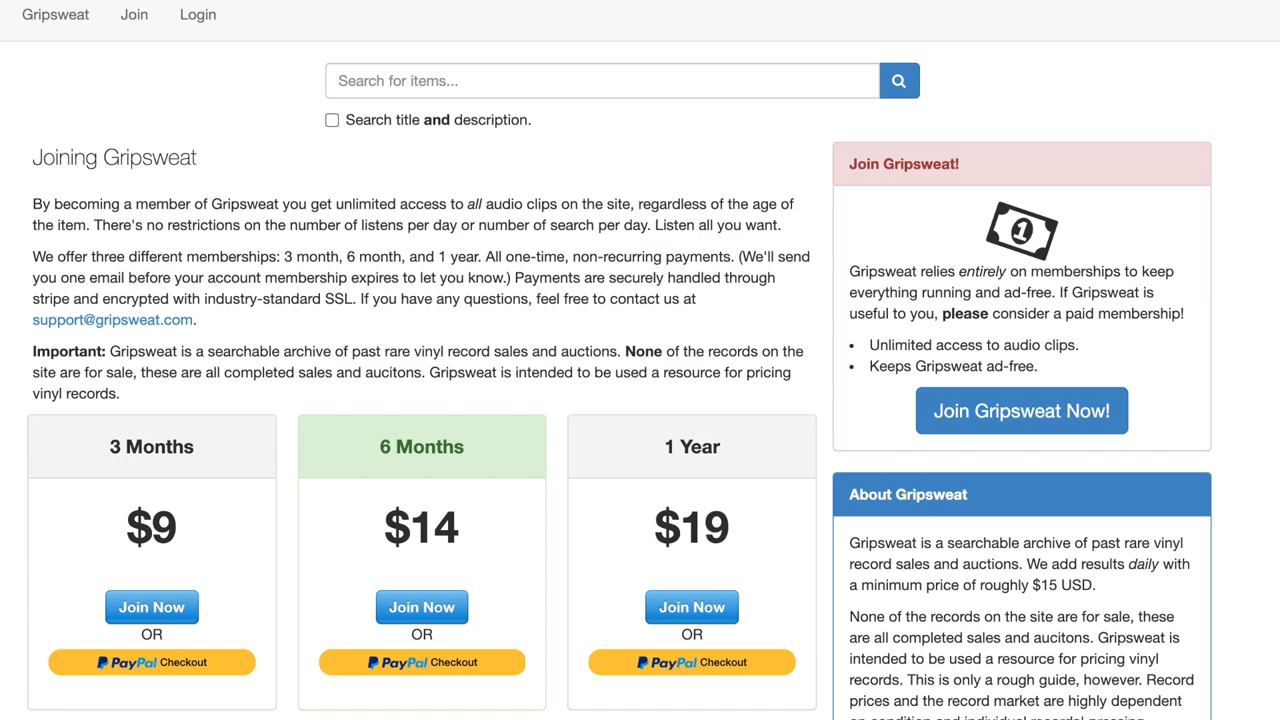 Gripsweat Join Login
Search for items...
Search title and description.
Joining Gripsweat
By becoming a member of Gripsweat you get unlimited access to all audio clips on the site, regardless of the age of
the item. There's no restrictions on the number of listens per day or number of search per day. Listen all you want.
We offer three different memberships: 3 month, 6 month, and 1 year. All one-time, non-recurring payments. (We'll send
you one email before your account membership expires to let you know.) Payments are securely handled through
stripe and encrypted with industry-standard SSL. If you have any questions, feel free to contact us at
support@gripsweat.com.
Important: Gripsweat is a searchable archive of past rare vinyl record sales and auctions. None of the records on the
site are for sale, these are all completed sales and aucitons. Gripsweat is intended to be used a resource for pricing
vinyl records.
3 Months
$9
Join Now
OR
PayPal Checkout
6 Months
$14
Join Now
OR
PayPal Checkout
1 Year
$19
Join Now
OR
PayPal Checkout
Join Gripsweat!
1
Gripsweat relies entirely on memberships to keep
everything running and ad-free. If Gripsweat is
useful to you, please consider a paid membership!
• Unlimited access to audio clips.
• Keeps Gripsweat ad-free.
Join Gripsweat Now!
About Gripsweat
Gripsweat is a searchable archive of past rare vinyl
record sales and auctions. We add results daily with
a minimum price of roughly $15 USD.
None of the records on the site are for sale, these
are all completed sales and aucitons. Gripsweat is
intended to be used a resource for pricing vinyl
records. This is only a rough guide, however. Record
prices and the record market are highly dependent
on condition and individual records' pressing